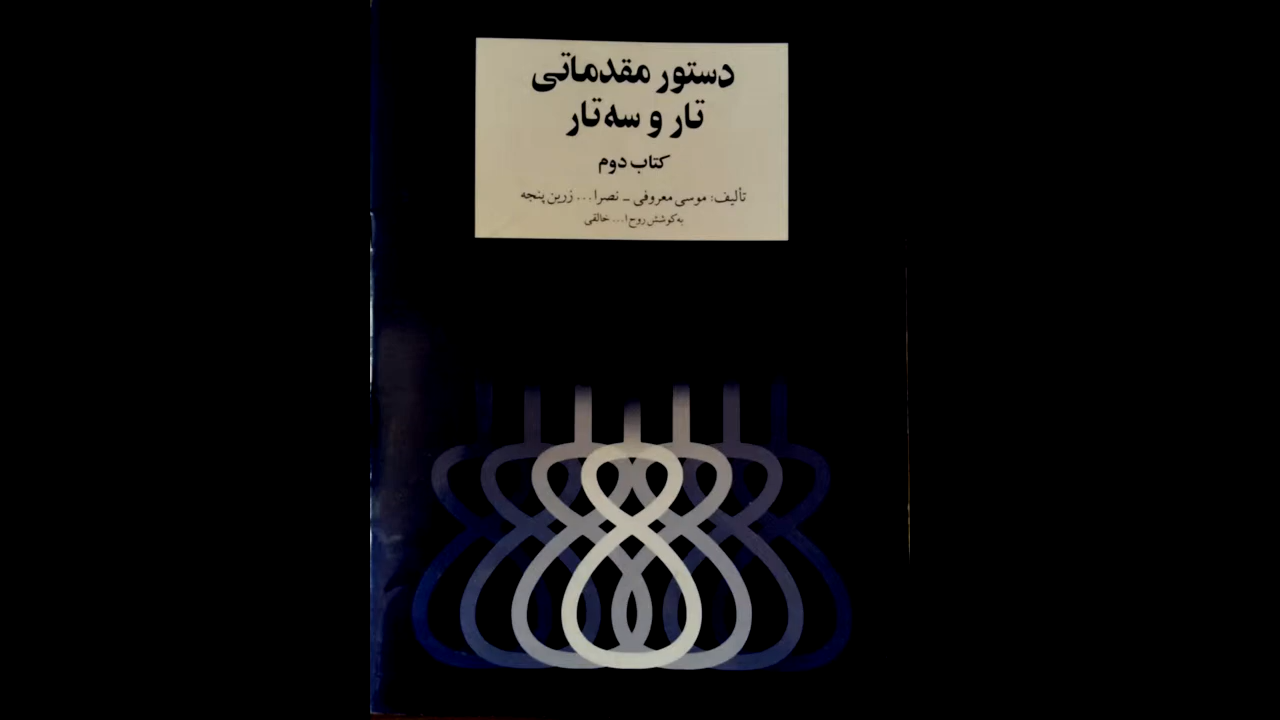 دستور مقدماتی
تار و سه‌تار
کتاب دوم
تألیف: موسی معروفی ـ نصرا... زرین پنجه
به‌کوشش روح ا... خالقی